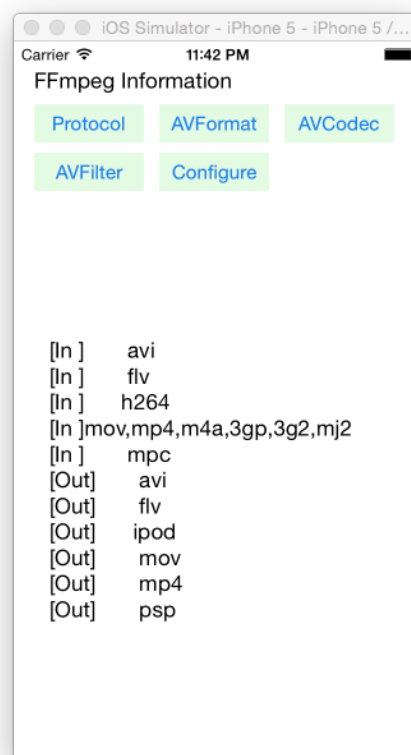 iOS Simulator - iPhone 5 - iPhone 5 /...
Carrier 11:42 PM
FFmpeg Information
Protocol AVFormat AVCodec
AVFilter Configure
[In ] avi
[In ] flv
[In ] h264
[In ]mov,mp4,m4a,3gp,3g2,mj2
[In ] mpc
[Out] avi
[Out] flv
[Out] ipod
[Out] mov
[Out] mp4
[Out] psp